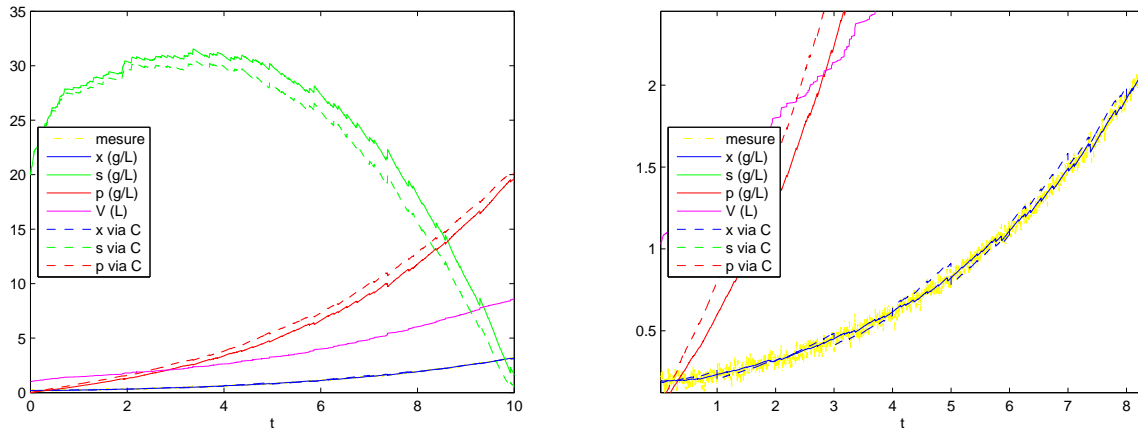 35
30
25
20
15
10
5
0
mesure
x (g/L)
s (g/L)
p (g/L)
V (L)
x via C
s via C
p via C
0 2 4 6 8 10
t
2
1.5
1
0.5
mesure
x (g/L)
s (g/L)
p (g/L)
V (L)
x via C
s via C
p via C
1 2 3 4 5 6 7 8
t